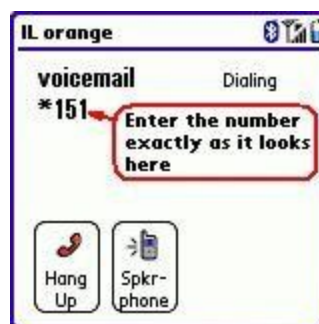 IL orange
voicemail Dialing
*151
Enter the number
exactly as it looks
here
Hang
Up
Spkr-
phone